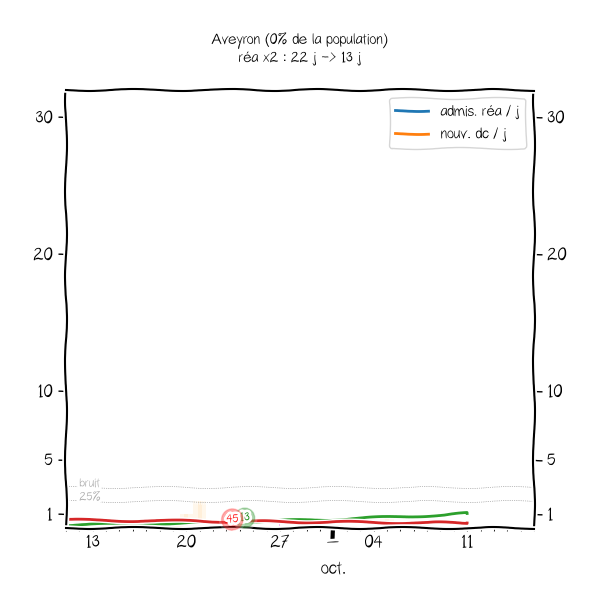 Aveyron (0% de la population)
réa x2 : 22 j -> 13 j
admis. réa / j
nouv. dc / j
30
30
20
20
10
10
5
5
bruit
25%
1
1
45
13
20
27
04
11
oct.